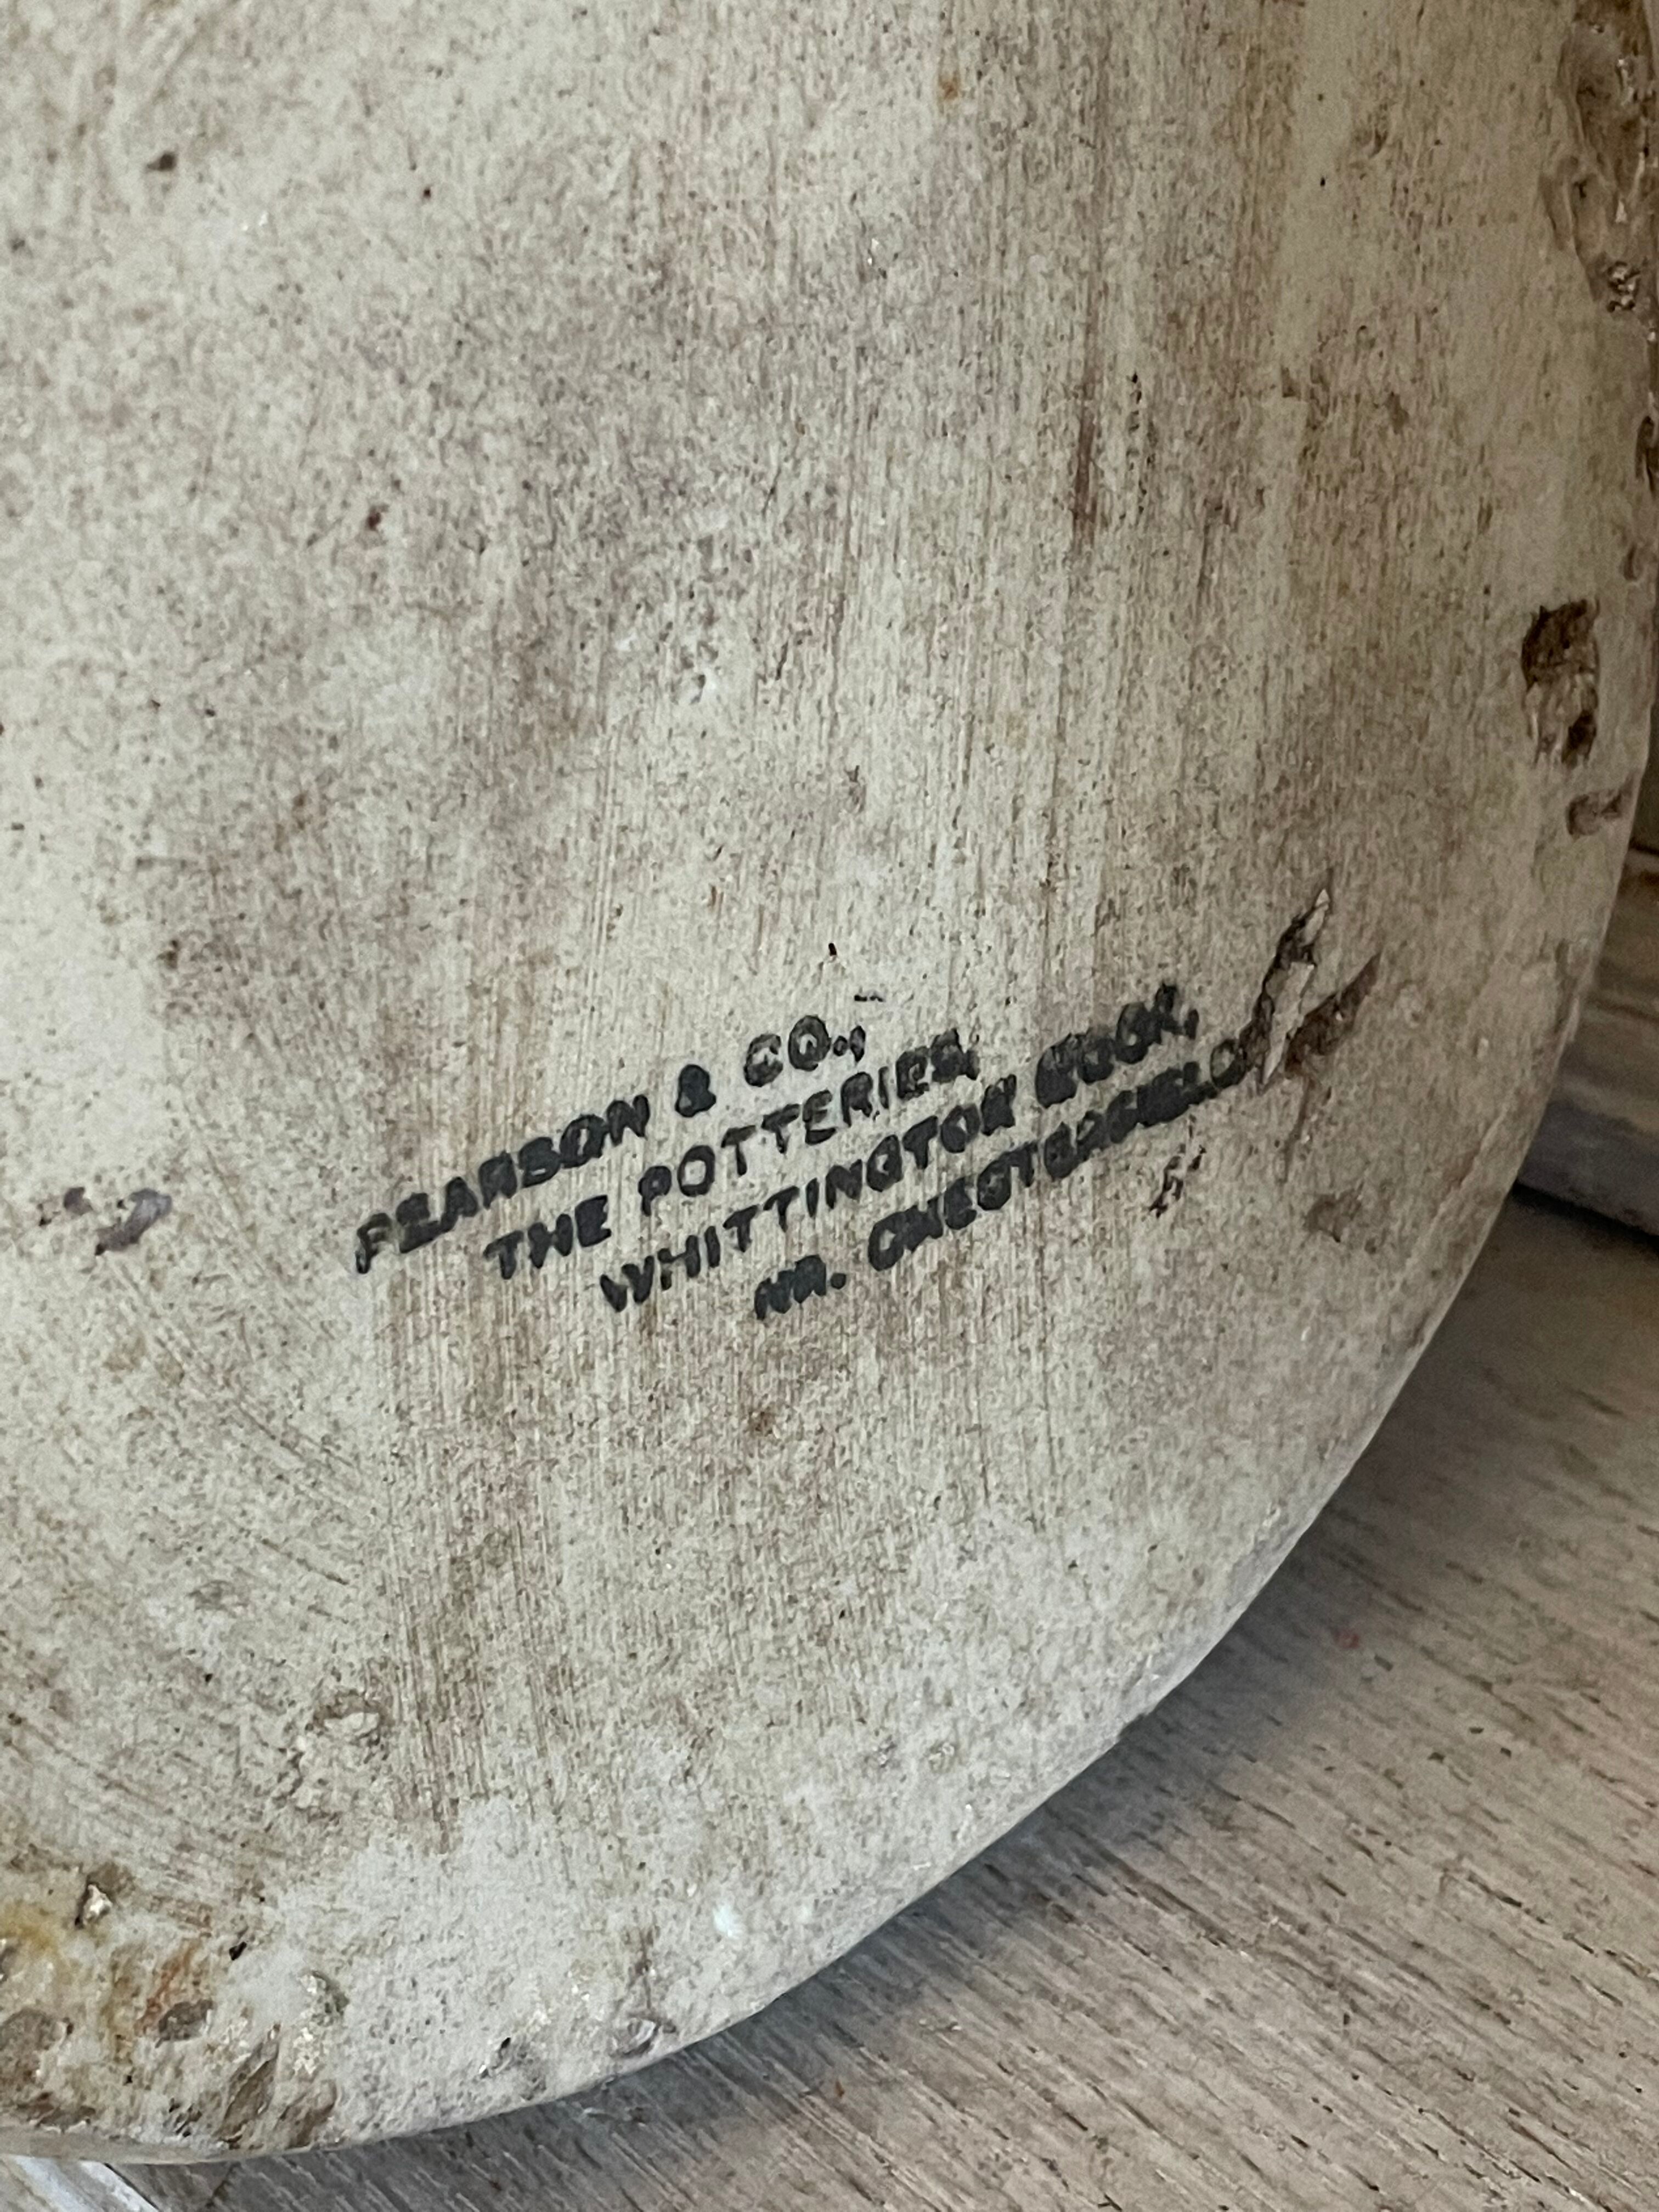 PEARSON & CO.,
THE POTTERIES,
WHITTINGTON MOOR,
NR. CHESTERFIELD